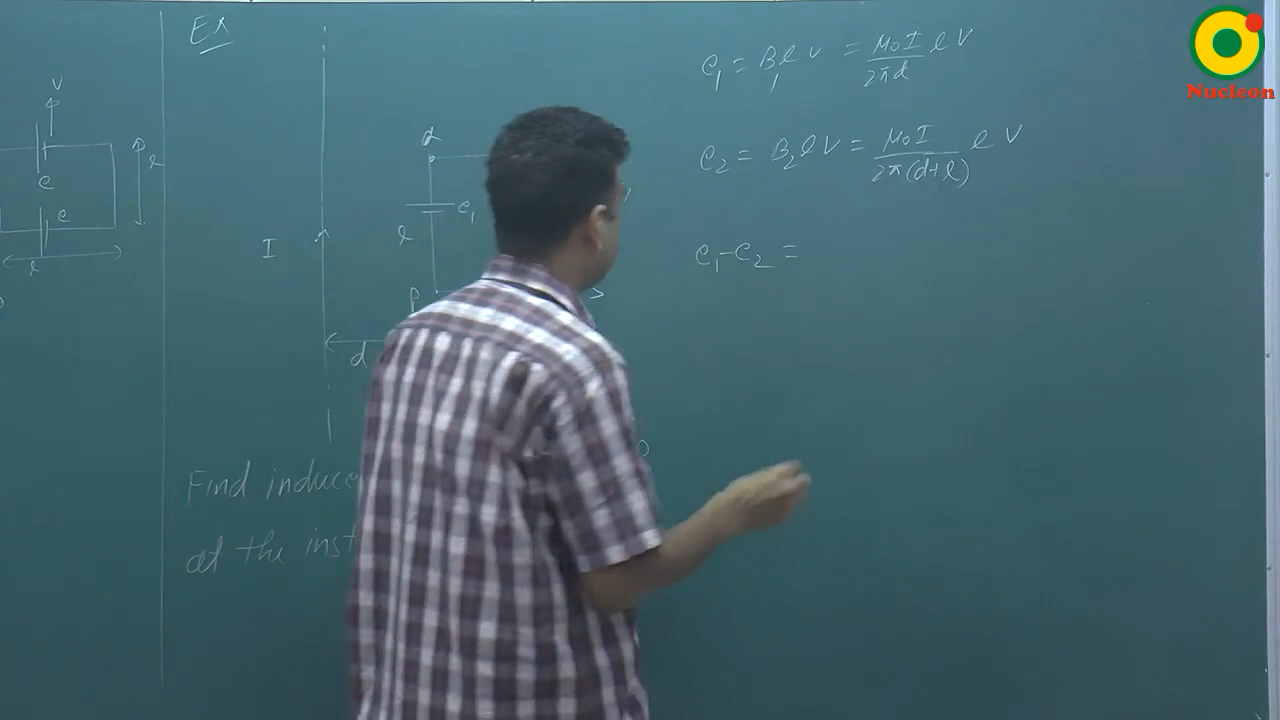 Ex
e₁ = B₁ℓV = μ₀I/2πd ℓV
e₂ = B₂ℓV = μ₀I/2π(d+ℓ) ℓV
e₁-e₂ =
V
e
e
ℓ
ℓ
I
d
Q
e₁
ℓ
P
Find induce
at the inst
Nucleon